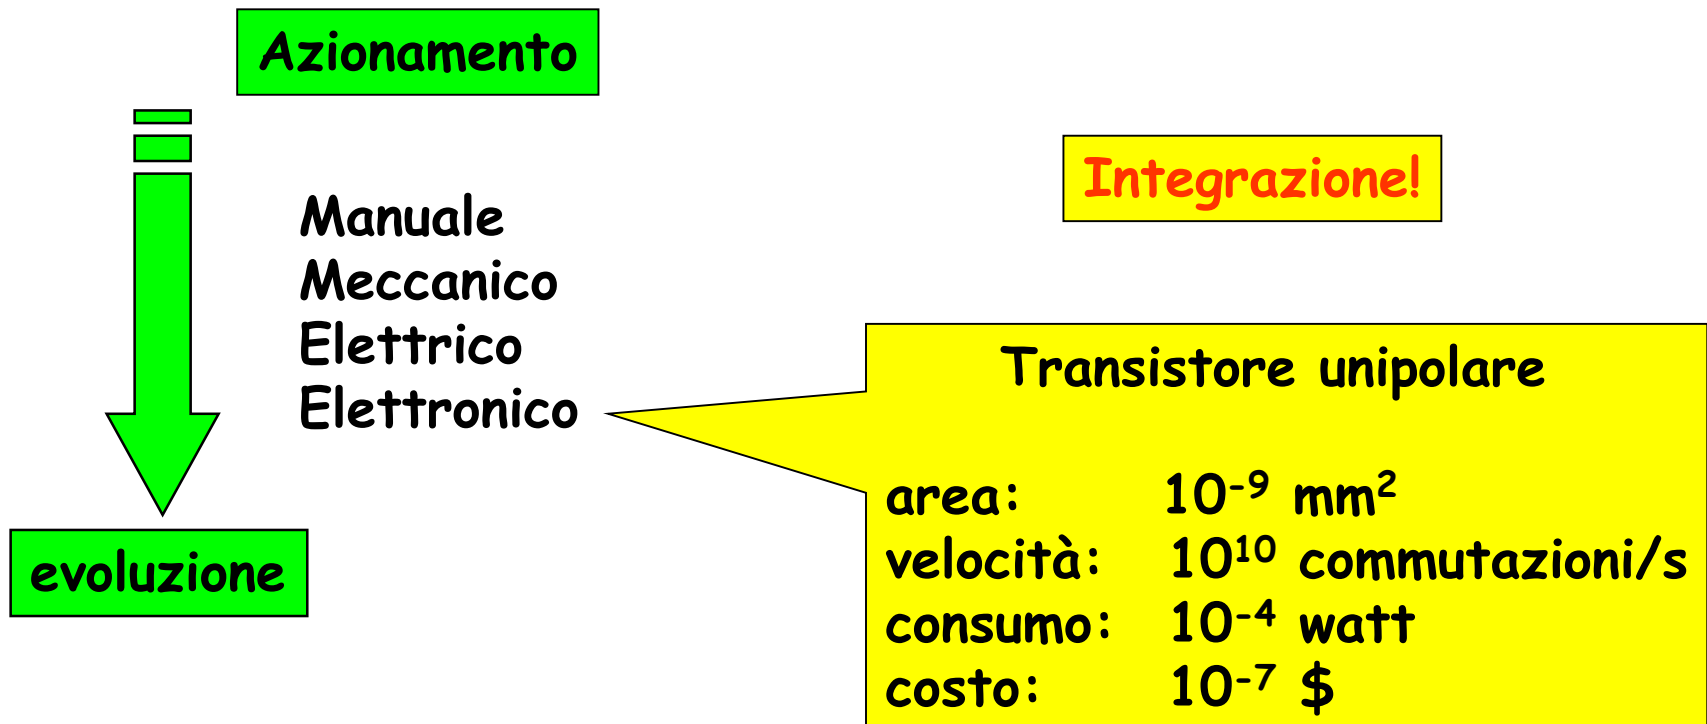 Azionamento
Manuale
Meccanico
Elettrico
Elettronico
evoluzione
Integrazione!
Transistore unipolare
area: 10⁻⁹ mm²
velocità: 10¹⁰ commutazioni/s
consumo: 10⁻⁴ watt
costo: 10⁻⁷ $